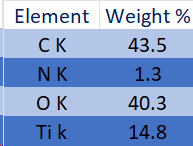 Element Weight %
C K 43.5
N K 1.3
O K 40.3
Ti k 14.8